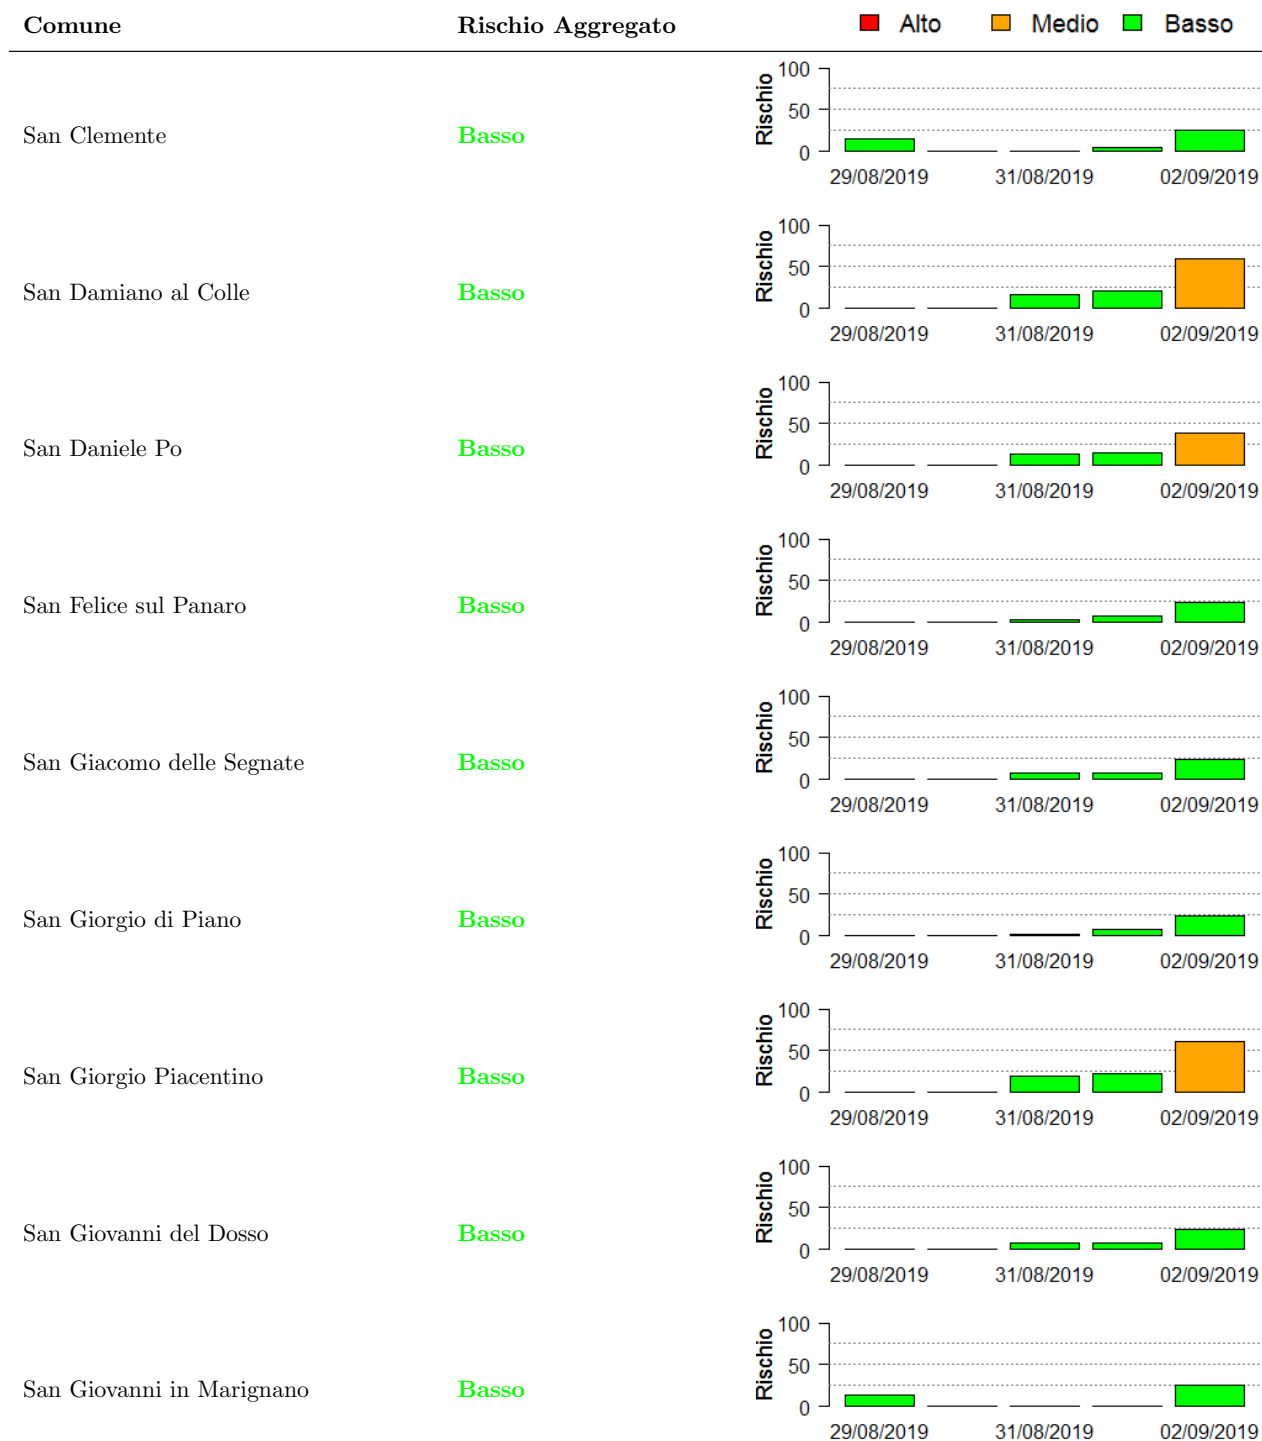 Comune Rischio Aggregato Alto Medio Basso
San Clemente Basso Rischio 100 50 0
29/08/2019 31/08/2019 02/09/2019
San Damiano al Colle Basso Rischio 100 50 0
29/08/2019 31/08/2019 02/09/2019
San Daniele Po Basso Rischio 100 50 0
29/08/2019 31/08/2019 02/09/2019
San Felice sul Panaro Basso Rischio 100 50 0
29/08/2019 31/08/2019 02/09/2019
San Giacomo delle Segnate Basso Rischio 100 50 0
29/08/2019 31/08/2019 02/09/2019
San Giorgio di Piano Basso Rischio 100 50 0
29/08/2019 31/08/2019 02/09/2019
San Giorgio Piacentino Basso Rischio 100 50 0
29/08/2019 31/08/2019 02/09/2019
San Giovanni del Dosso Basso Rischio 100 50 0
29/08/2019 31/08/2019 02/09/2019
San Giovanni in Marignano Basso Rischio 100 50 0
29/08/2019 31/08/2019 02/09/2019